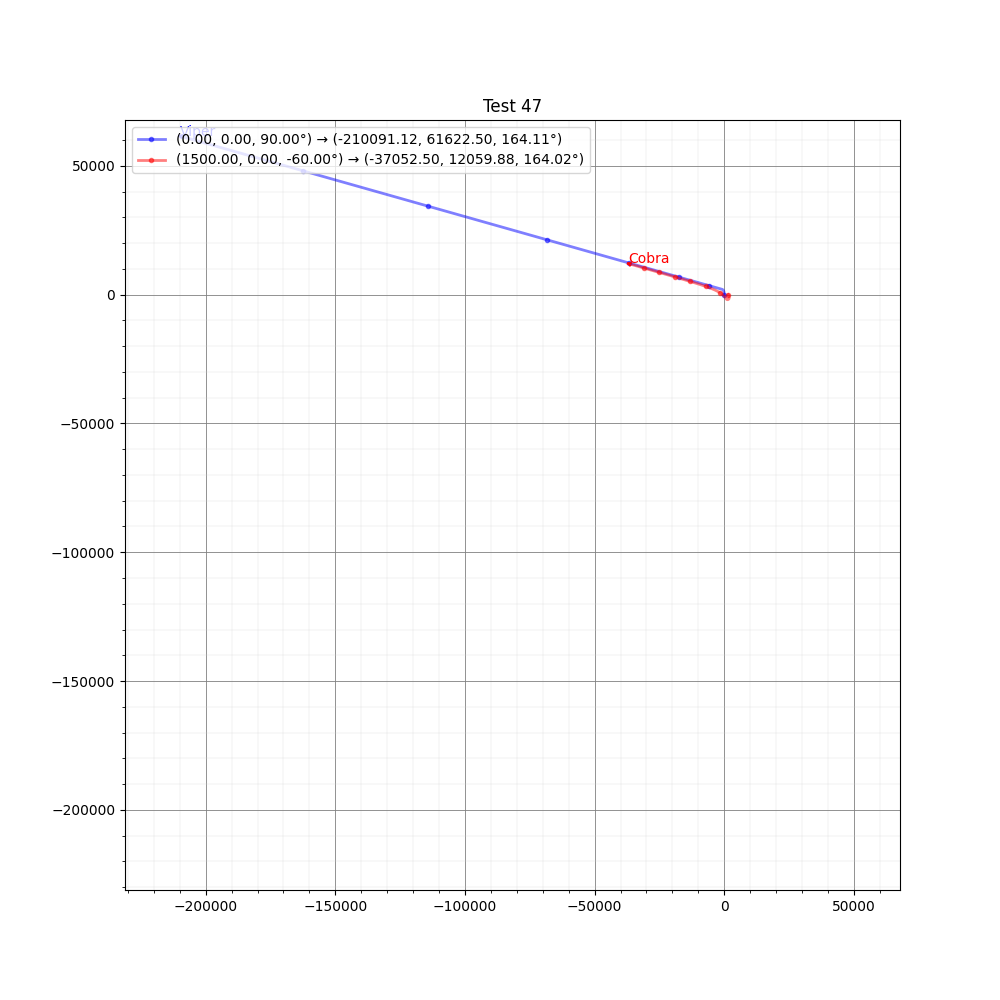 Test 47
Viper
(0.00, 0.00, 90.00°) → (-210091.12, 61622.50, 164.11°)
(1500.00, 0.00, -60.00°) → (-37052.50, 12059.88, 164.02°)
Cobra
50000
0
−50000
−100000
−150000
−200000
−200000 −150000 −100000 −50000 0 50000